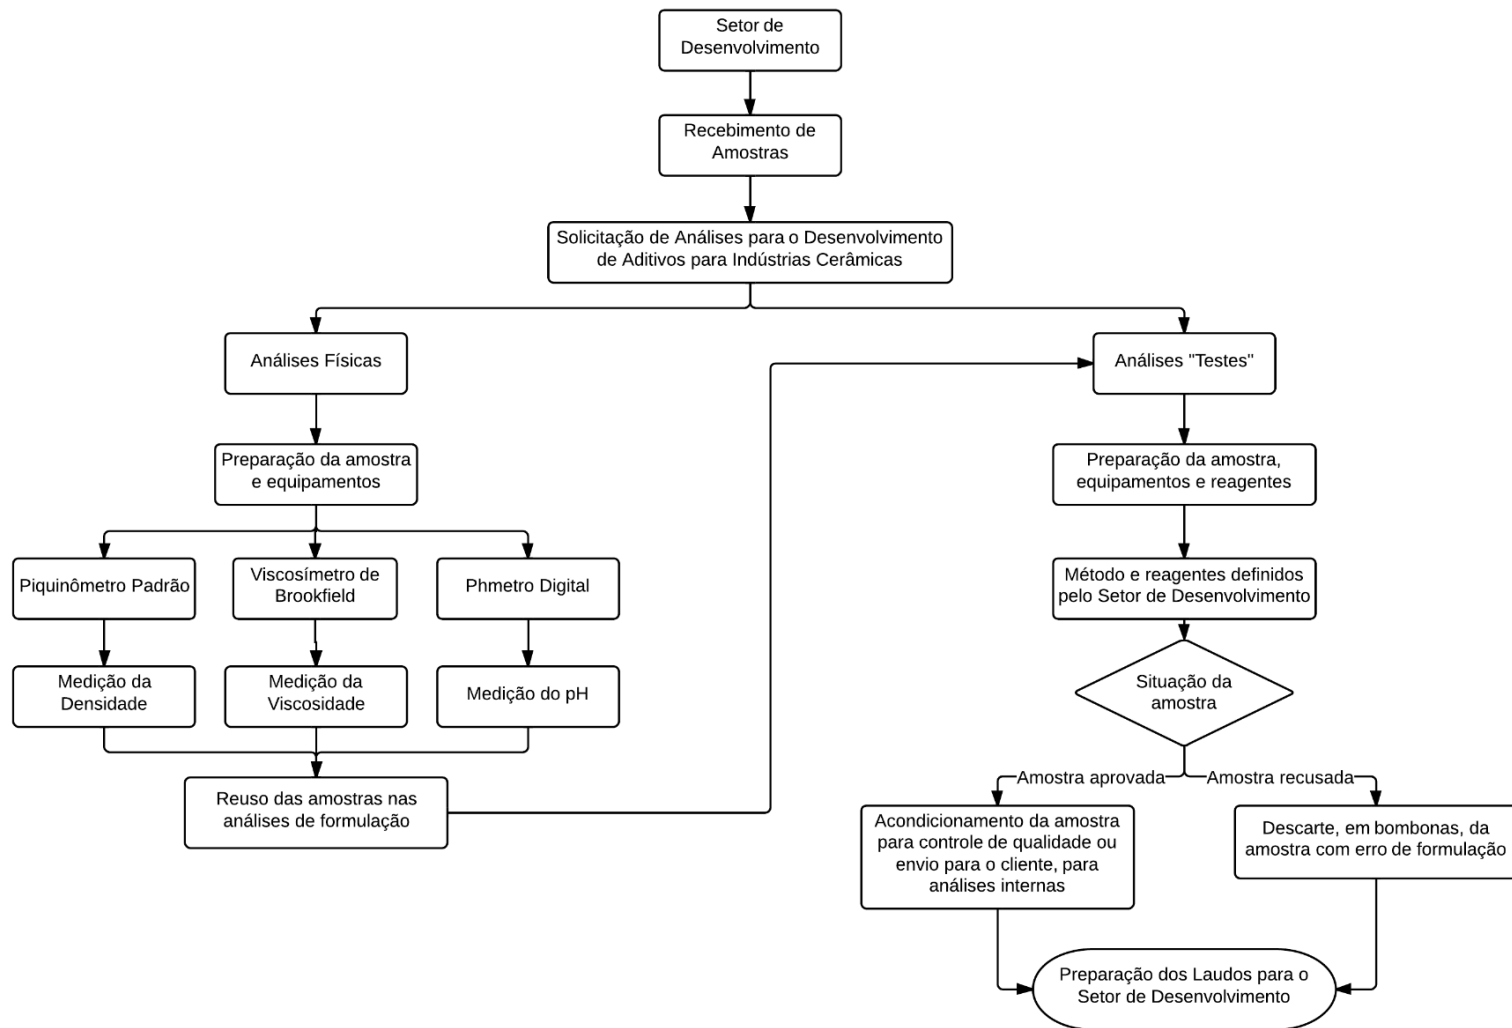 Setor de
Desenvolvimento
Recebimento de
Amostras
Solicitação de Análises para o Desenvolvimento
de Aditivos para Indústrias Cerâmicas
Análises Físicas
Análises "Testes"
Preparação da amostra
e equipamentos
Preparação da amostra,
equipamentos e reagentes
Piquinômetro Padrão
Viscosímetro de
Brookfield
Phmetro Digital
Método e reagentes definidos
pelo Setor de Desenvolvimento
Medição da
Densidade
Medição da
Viscosidade
Medição do pH
Situação da
amostra
Reuso das amostras nas
análises de formulação
Amostra aprovada
Amostra recusada
Acondicionamento da amostra
para controle de qualidade ou
envio para o cliente, para
análises internas
Descarte, em bombonas, da
amostra com erro de formulação
Preparação dos Laudos para o
Setor de Desenvolvimento